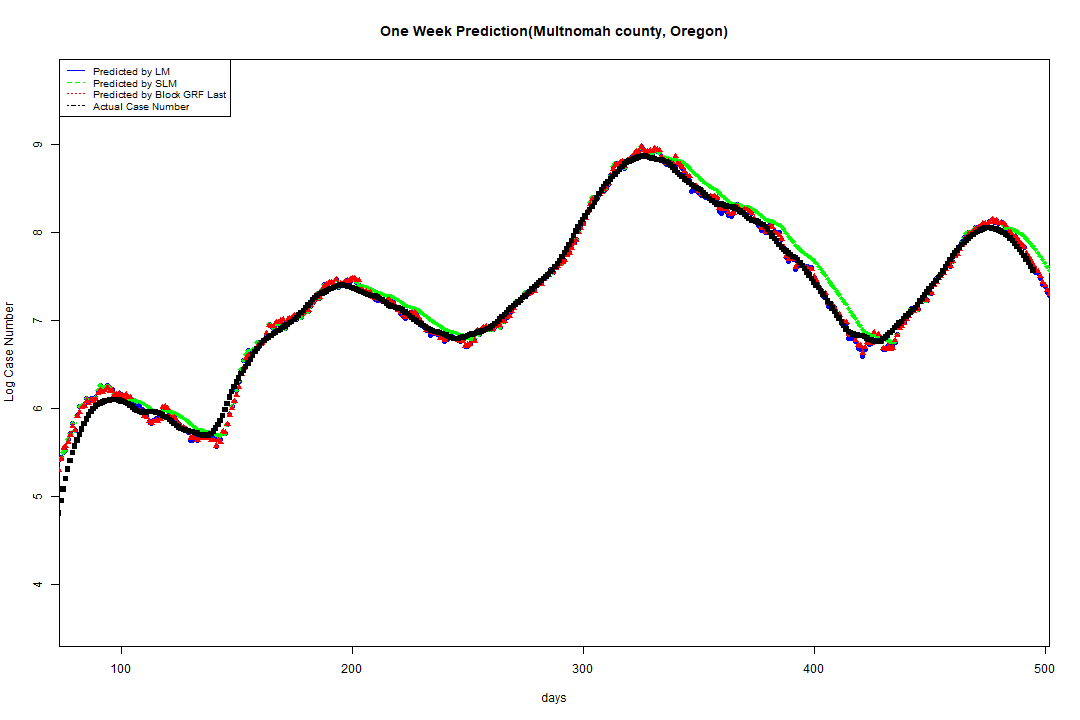 One Week Prediction(Multnomah county, Oregon)
Predicted by LM
Predicted by SLM
Predicted by Block GRF Last
Actual Case Number
9
8
7
6
5
4
Log Case Number
100 200 300 400 500
days